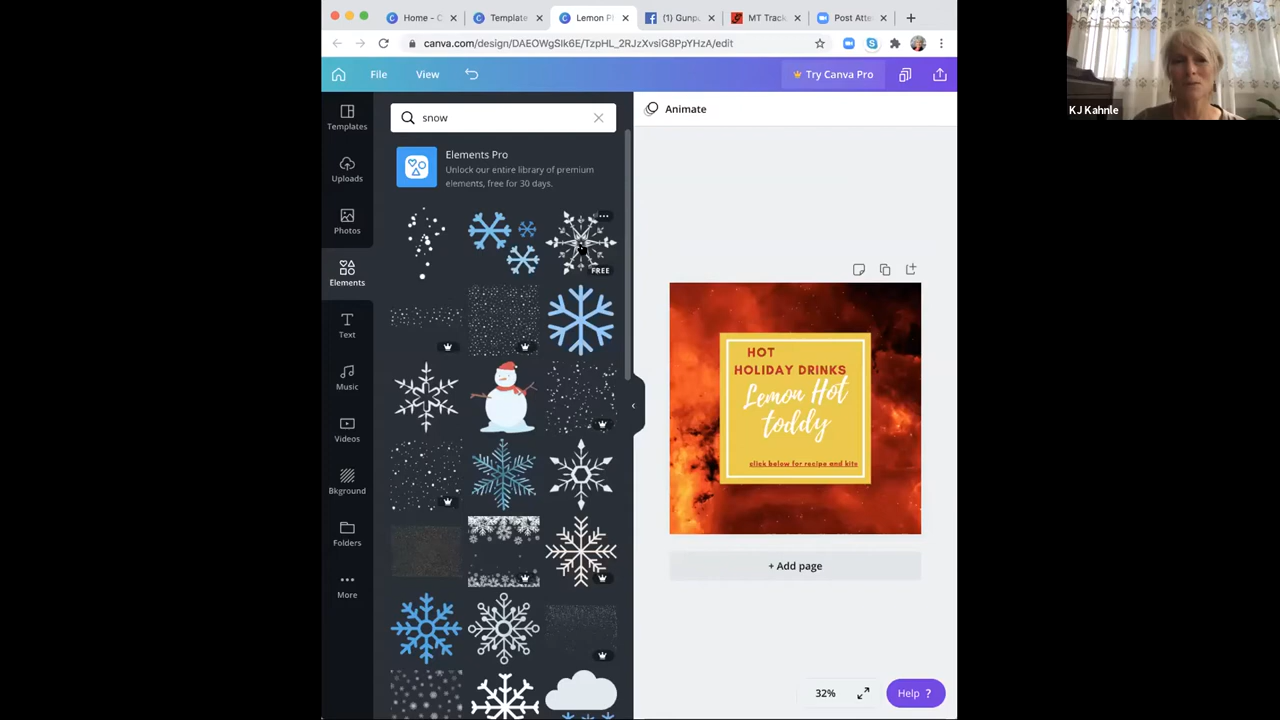 Home - C
Template
Lemon Pi
(1) Gunpu
MT Track
Post Atte
canva.com/design/DAEOWgSlk6E/TzpHL_2RJzXvsiG8PpYHzA/edit
File
View
Try Canva Pro
KJ Kahnle
Templates
Uploads
Photos
Elements
Text
Music
Videos
Bkground
Folders
More
snow
Elements Pro
Unlock our entire library of premium
elements, free for 30 days.
FREE
Animate
HOT
HOLIDAY DRINKS
Lemon Hot
toddy
click below for recipe and kits
+ Add page
32%
Help ?